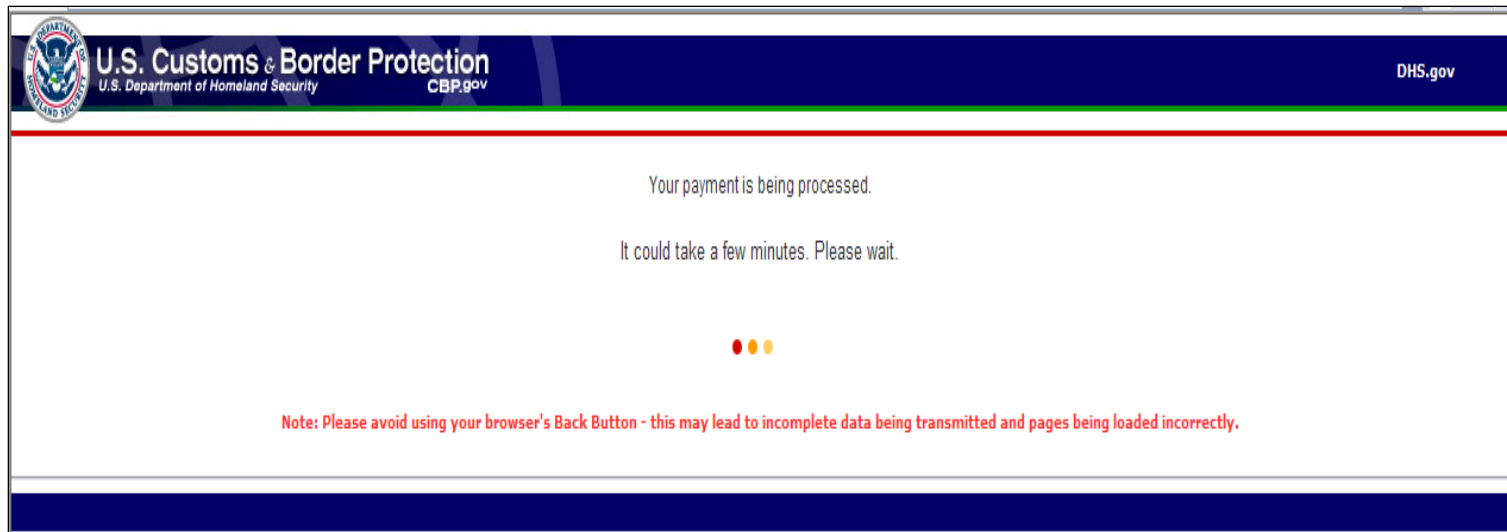 U.S. Customs & Border Protection
U.S. Department of Homeland Security
CBP.gov
DHS.gov
Your payment is being processed.
It could take a few minutes. Please wait.
Note: Please avoid using your browser's Back Button - this may lead to incomplete data being transmitted and pages being loaded incorrectly.